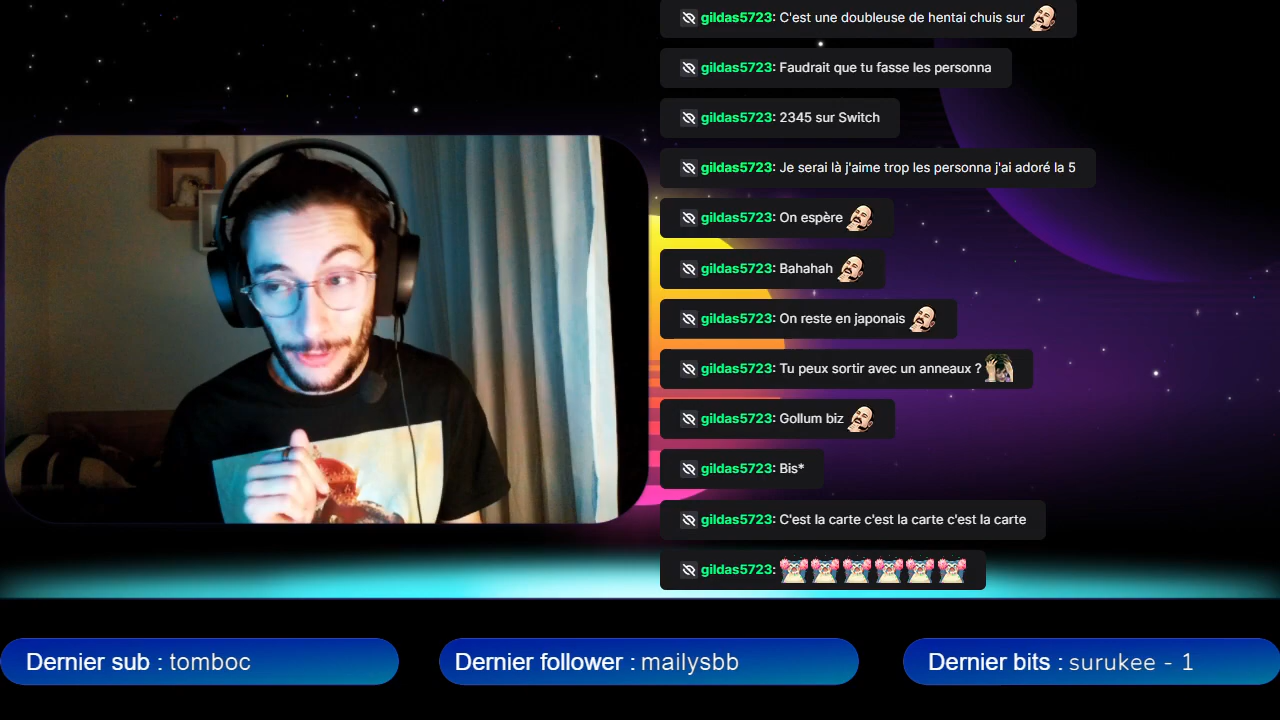 gildas5723: C'est une doubleuse de hentai chuis sur
gildas5723: Faudrait que tu fasse les personna
gildas5723: 2345 sur Switch
gildas5723: Je serai là j'aime trop les personna j'ai adoré la 5
gildas5723: On espère
gildas5723: Bahahah
gildas5723: On reste en japonais
gildas5723: Tu peux sortir avec un anneaux ?
gildas5723: Gollum biz
gildas5723: Bis*
gildas5723: C'est la carte c'est la carte c'est la carte
gildas5723:
Dernier sub : tomboc
Dernier follower : mailysbb
Dernier bits : surukee - 1